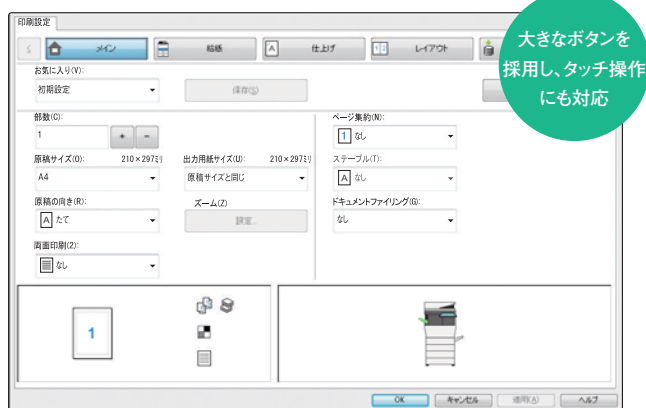 印刷設定
メイン
給紙
仕上げ
レイアウト
大きなボタンを
採用し、タッチ操作
にも対応
お気に入り(V):
初期設定
保存(S)
部数(C):
1
+ -
原稿サイズ(O): 210×297ミリ
A4
原稿の向き(R):
A たて
両面印刷(2):
なし
出力用紙サイズ(U): 210×297ミリ
原稿サイズと同じ
ズーム(Z)
設定...
ページ集約(N):
1 なし
ステープル(T):
A なし
ドキュメントファイリング(G):
なし
1
OK
キャンセル
適用(A)
ヘルプ